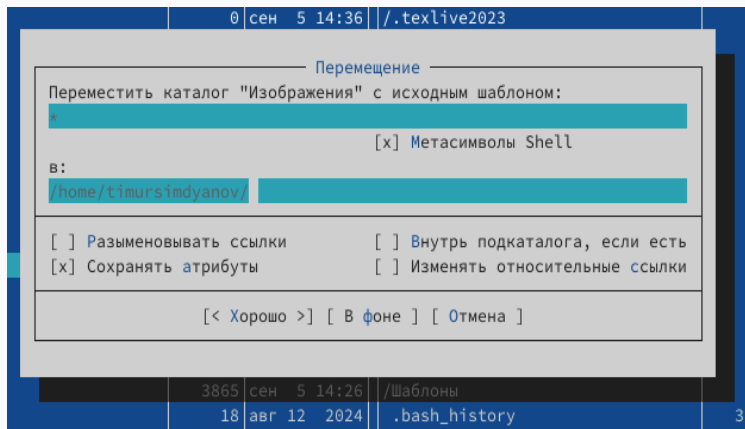 0 сен 5 14:36 /.texlive2023
Перемещение
Переместить каталог "Изображения" с исходным шаблоном:
*
[x] Метасимволы Shell
в:
/home/timursimdyanov/
[ ] Разыменовывать ссылки [ ] Внутрь подкаталога, если есть
[x] Сохранять атрибуты [ ] Изменять относительные ссылки
[< Хорошо >] [ В фоне ] [ Отмена ]
3865 сен 5 14:26 /Шаблоны
18 авг 12 2024 .bash_history 3